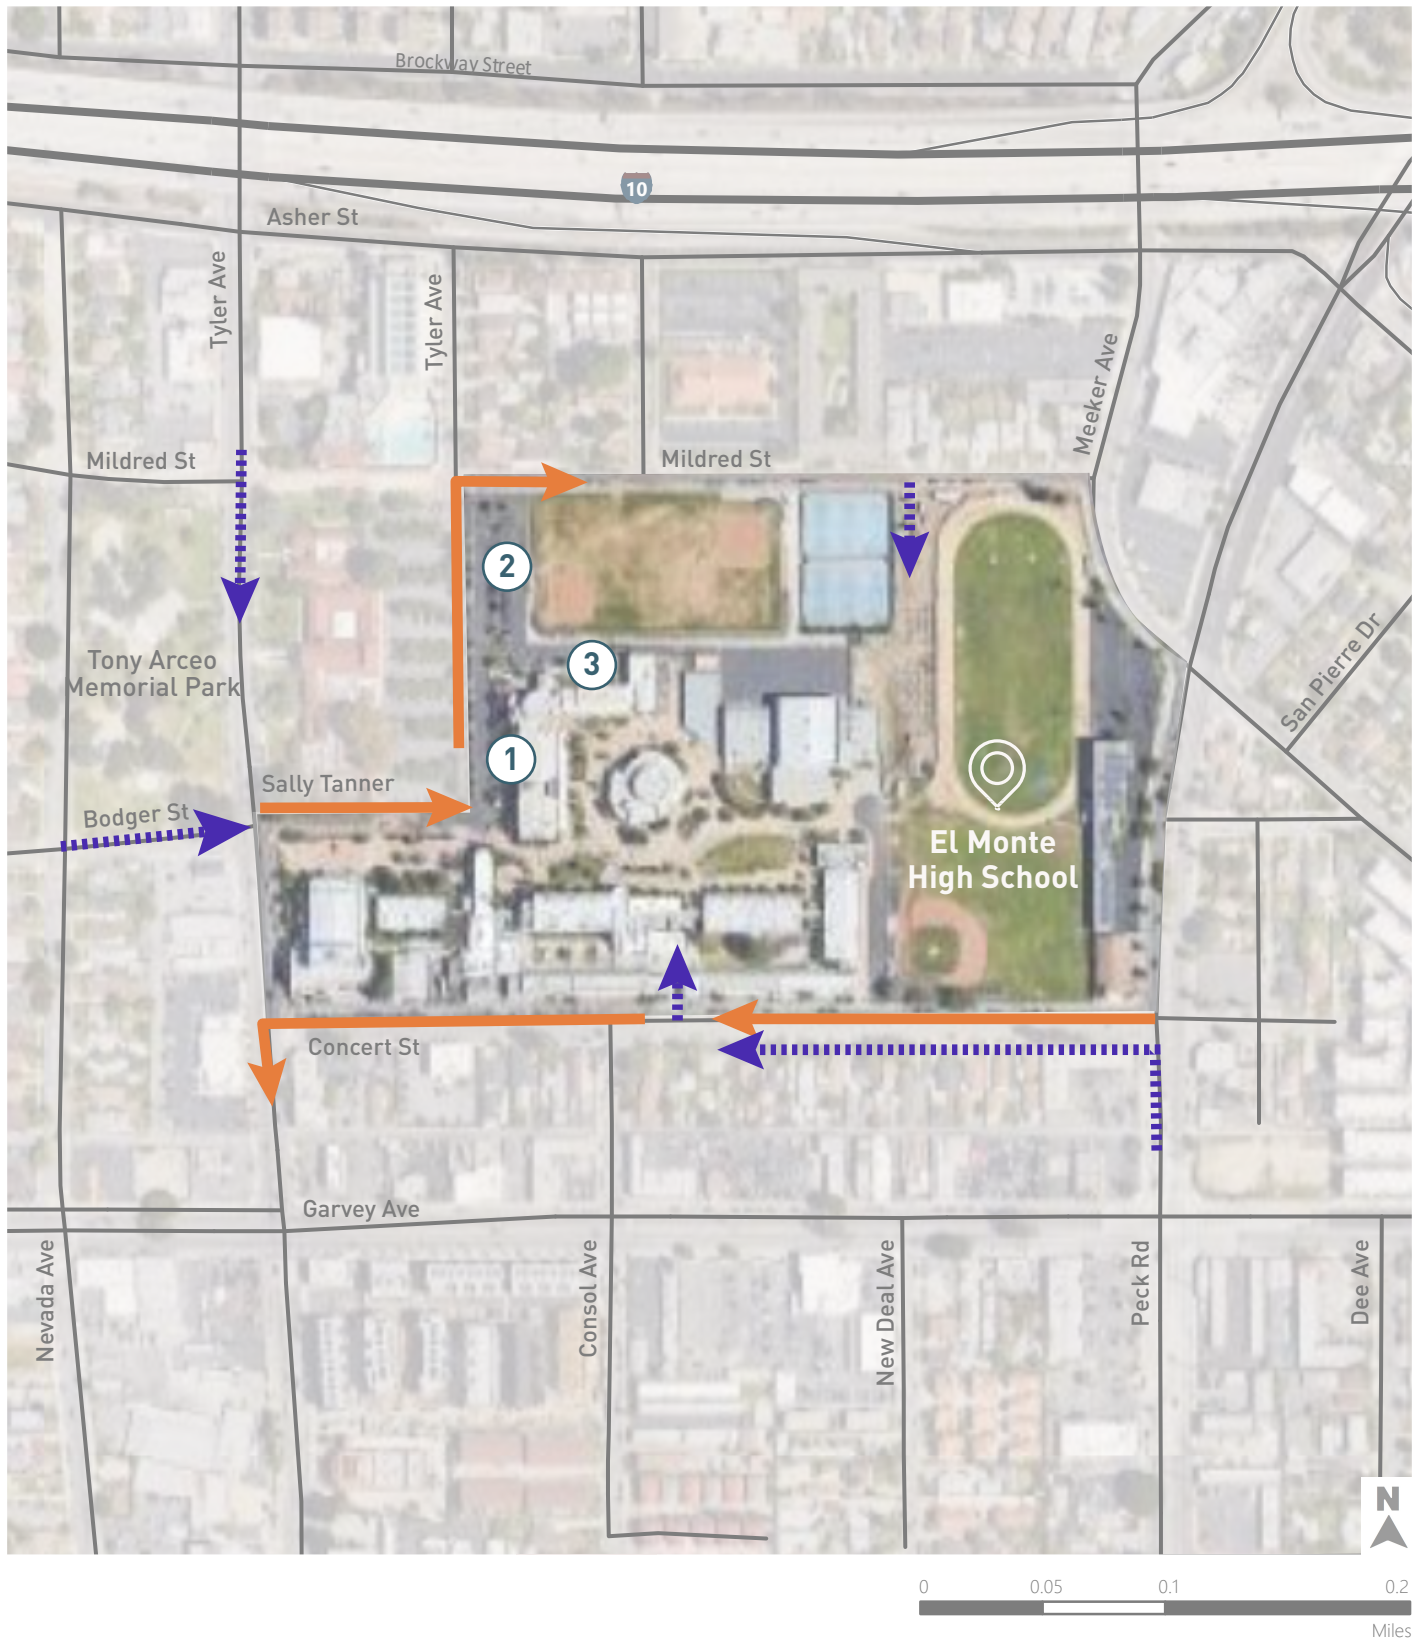 Brockway Street
10
Asher St
Tyler Ave
Tyler Ave
Meeker Ave
Mildred St
Mildred St
2
San Pierre Dr
Tony Arceo
Memorial Park
3
1
Sally Tanner
Bodger St
El Monte
High School
Concert St
Garvey Ave
Nevada Ave
Consol Ave
New Deal Ave
Peck Rd
Dee Ave
N
0 0.05 0.1 0.2
Miles